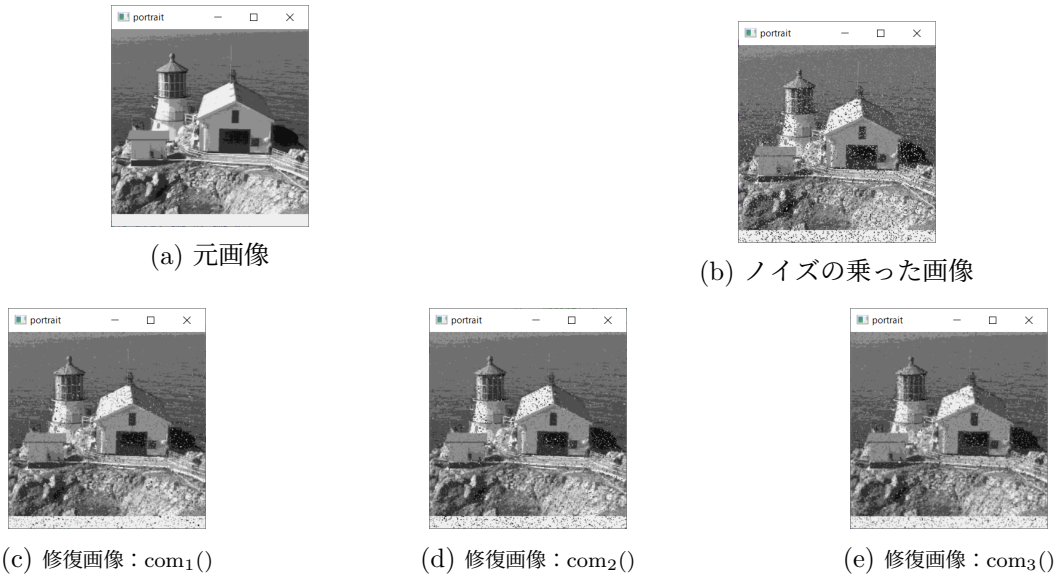 portrait
portrait
(a) 元画像
(b) ノイズの乗った画像
portrait
portrait
portrait
(c) 修復画像：com₁()
(d) 修復画像：com₂()
(e) 修復画像：com₃()